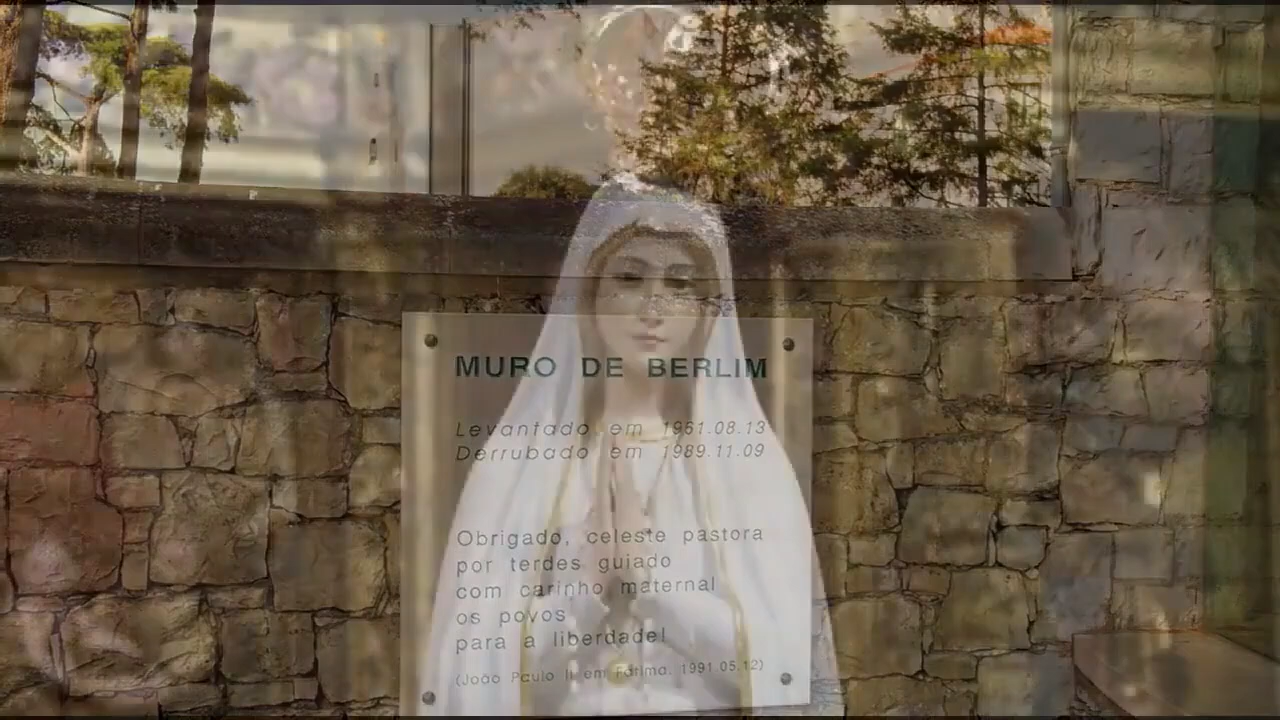 MURO DE BERLIM
Levantado em 1961.08.13
Derrubado em 1989.11.09
Obrigado, celeste pastora
por terdes guiado
com carinho maternal
os povos
para a liberdade!
(João Paulo II em Fátima, 1991.05.12)